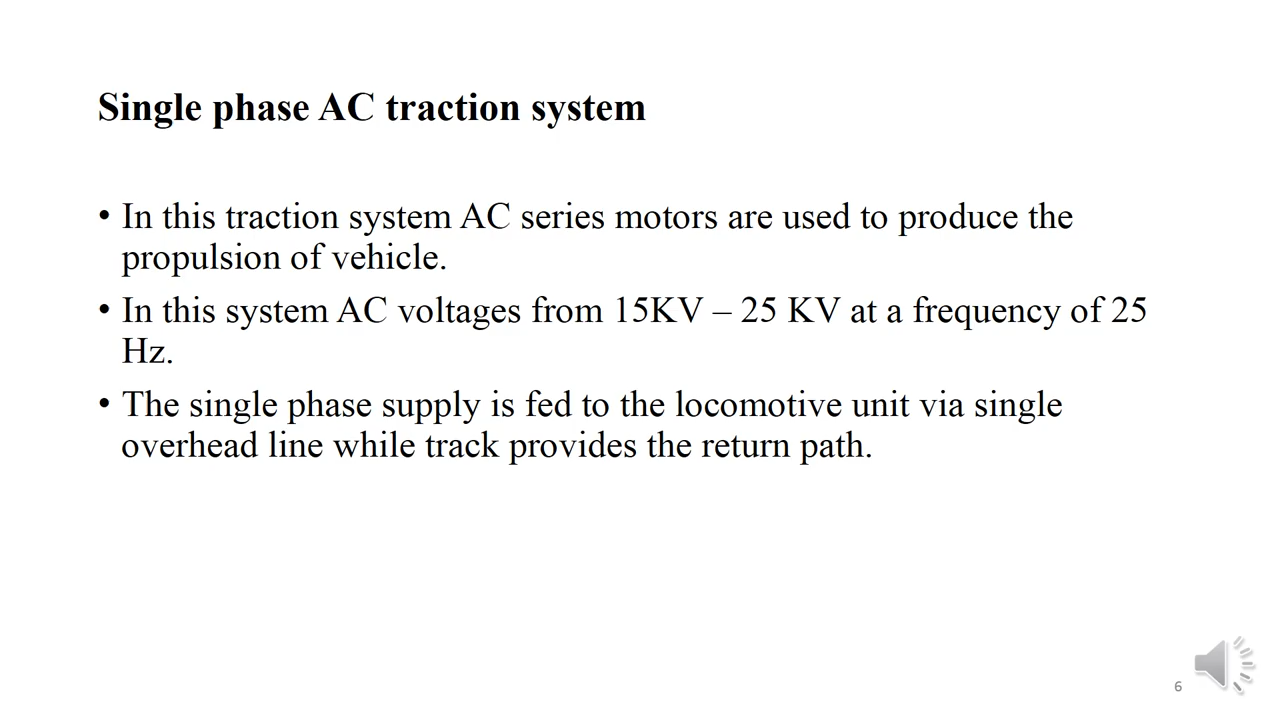 Single phase AC traction system
• In this traction system AC series motors are used to produce the
propulsion of vehicle.
• In this system AC voltages from 15KV – 25 KV at a frequency of 25
Hz.
• The single phase supply is fed to the locomotive unit via single
overhead line while track provides the return path.
6